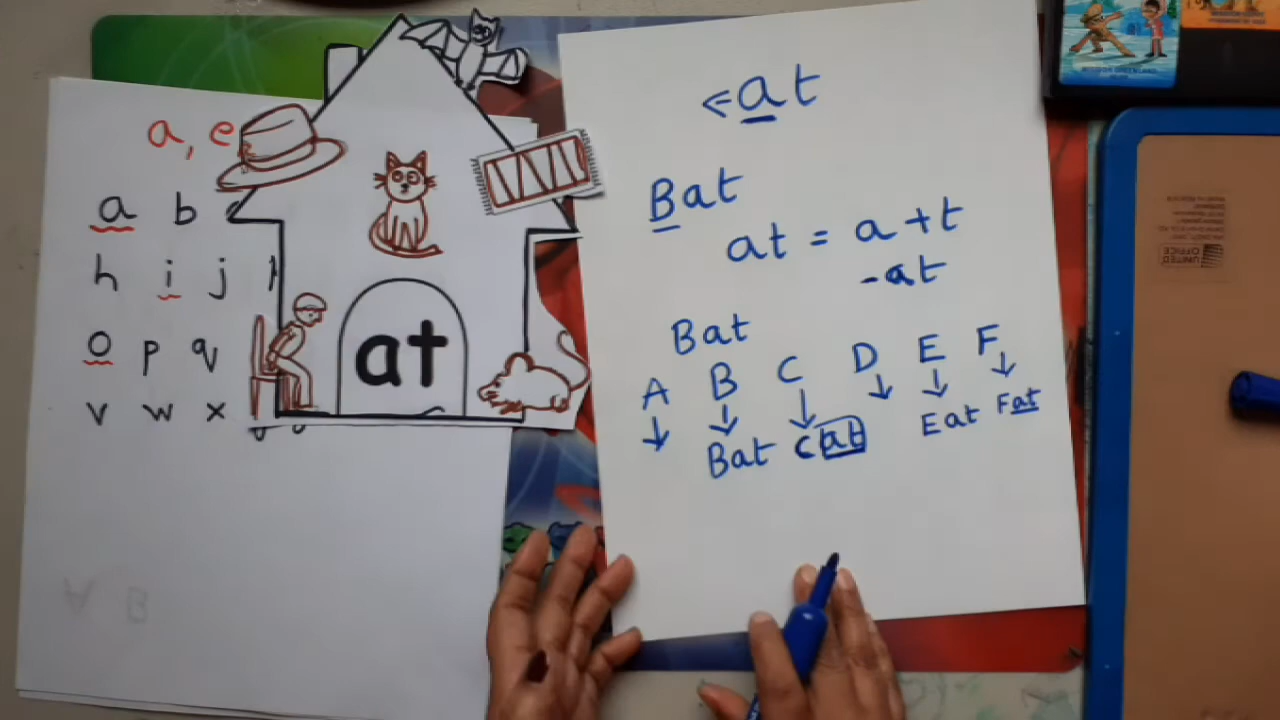 a, e
a b
h i j
o p q
v w x
at
at
Bat
at = a + t
-at
Bat
A B C D E F
Bat Cat Eat Fat